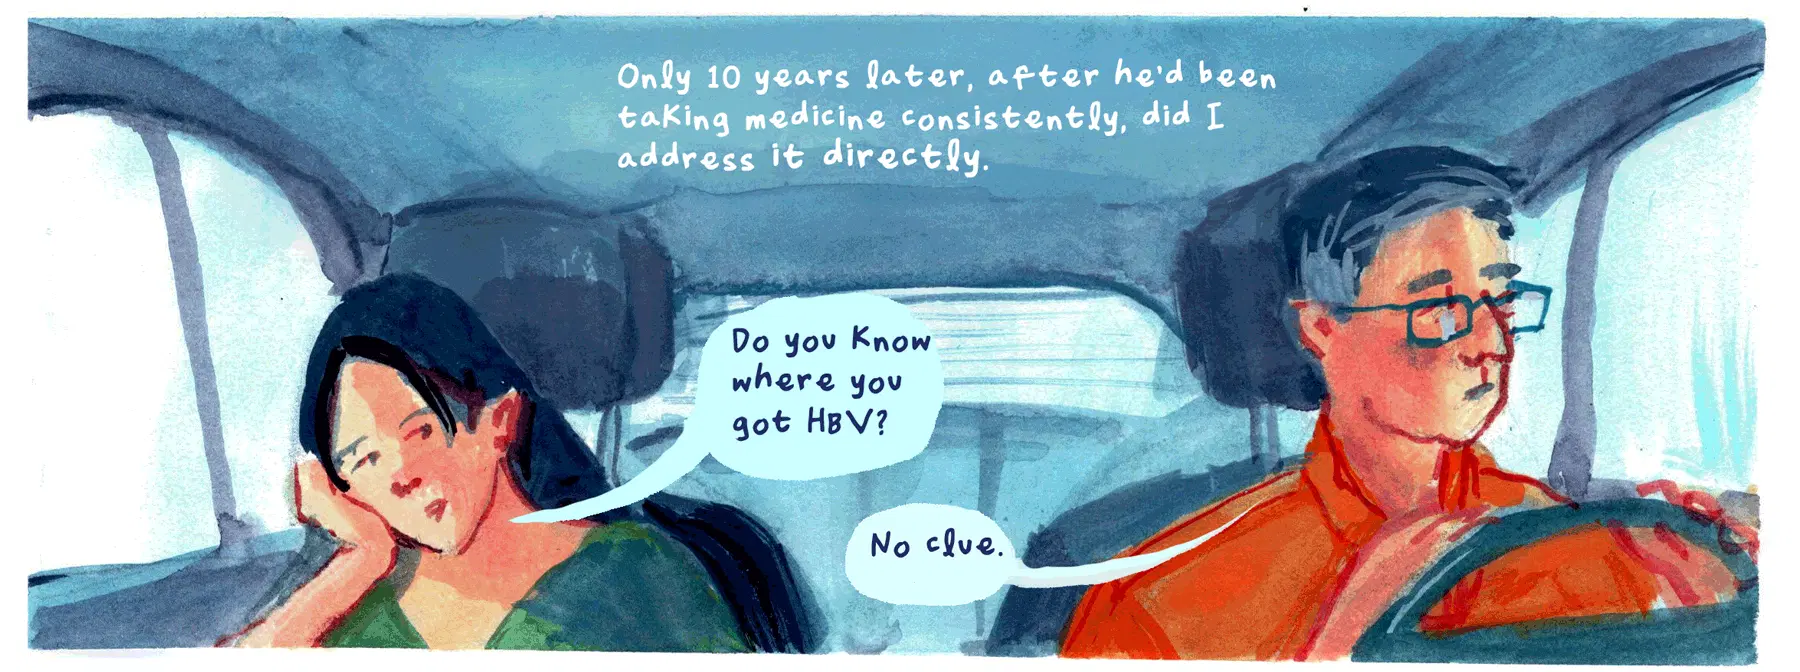 Only 10 years later, after he'd been
taking medicine consistently, did I
address it directly.
Do you know
where you
got HBV?
No clue.